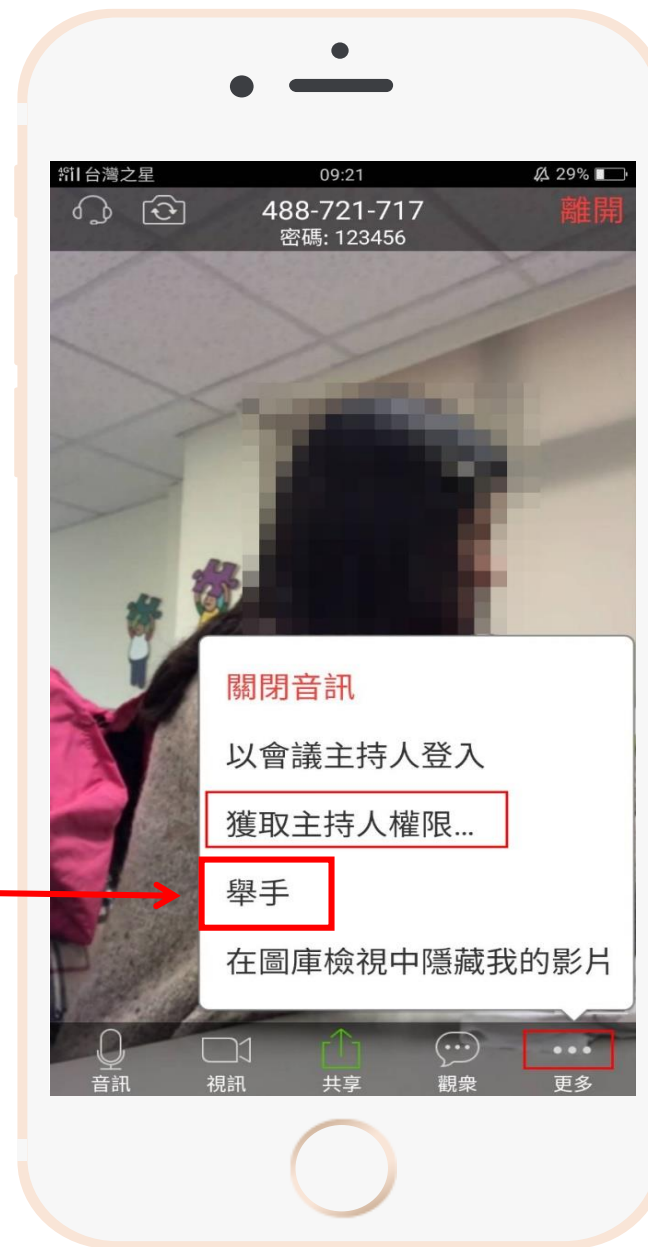 4G 台灣之星 09:21 29%
488-721-717 離開
密碼: 123456
關閉音訊
以會議主持人登入
獲取主持人權限...
舉手
在圖庫檢視中隱藏我的影片
音訊 視訊 共享 觀衆 更多